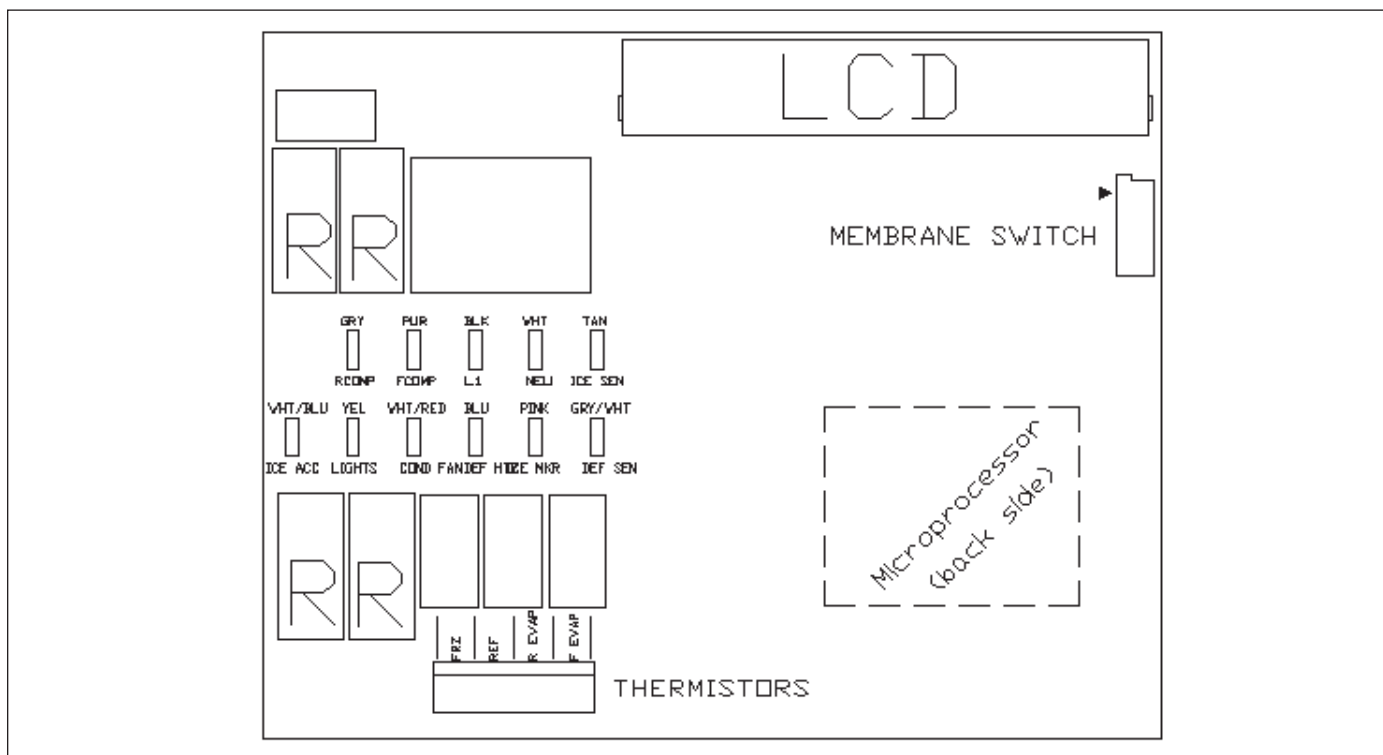 LCD
R R
MEMBRANE SWITCH
GRY PUR BLK WHT TAN
RCOMP FCOMP L1 NEU ICE SEN
WHT/BLU YEL WHT/RED BLU PINK GRY/WHT
ICE ACC LIGHTS COND FAN DEF HTR ICE MKR DEF SEN
Microprocessor
(back side)
R R
FRZ REF R EVAP F EVAP
THERMISTORS